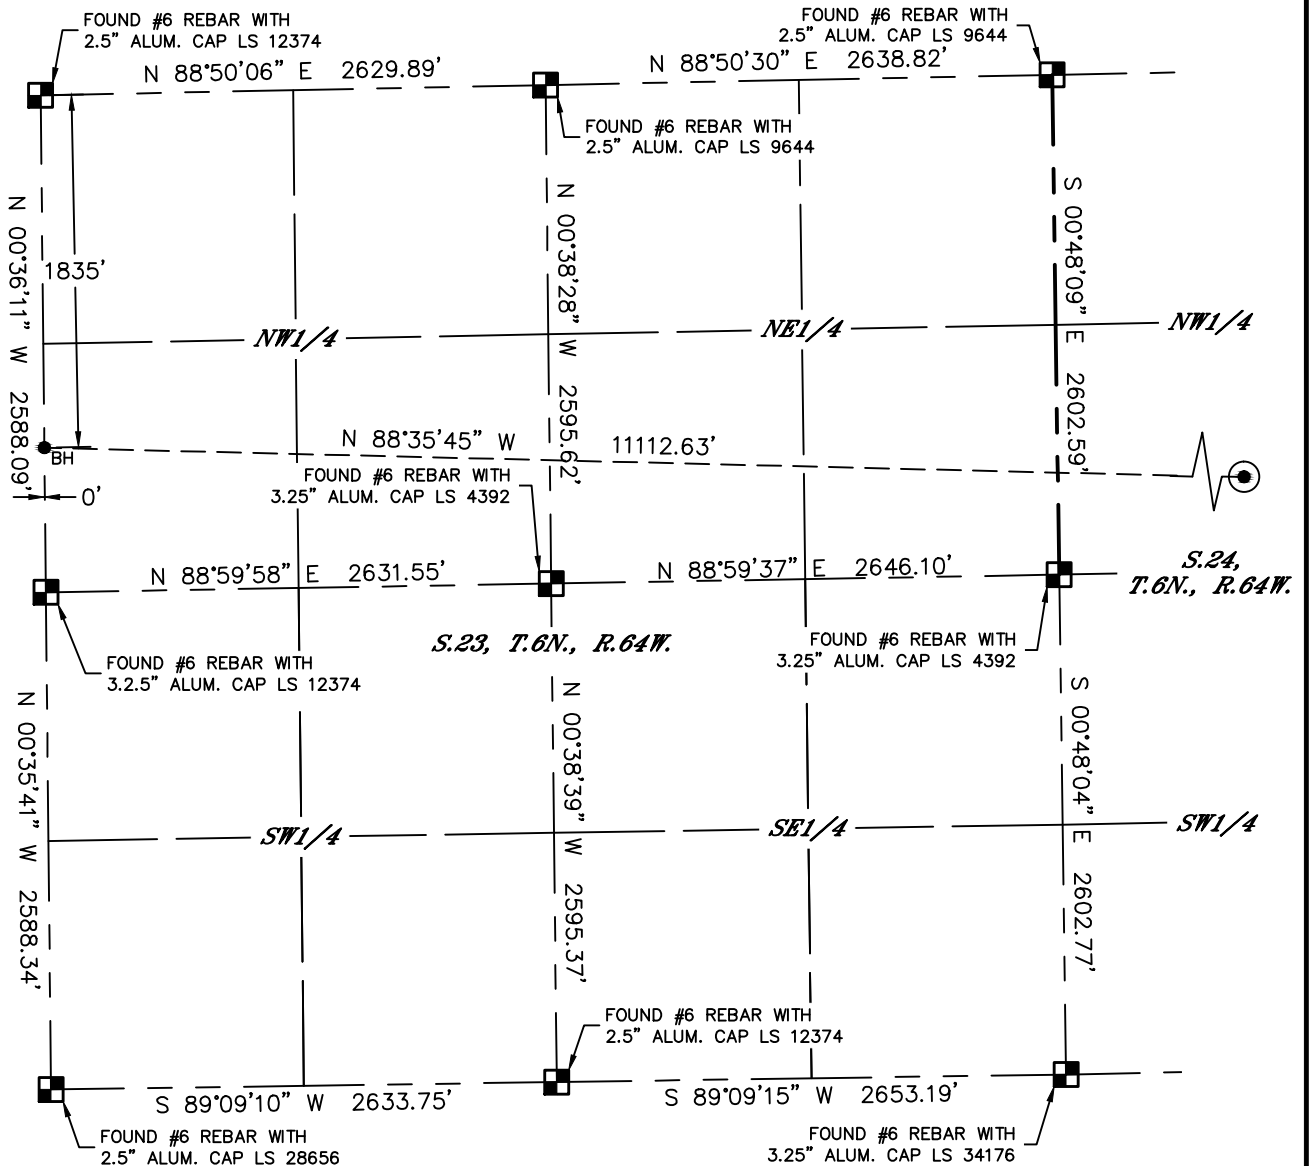 FOUND #6 REBAR WITH
2.5" ALUM. CAP LS 12374
FOUND #6 REBAR WITH
2.5" ALUM. CAP LS 9644
N 88°50'06" E 2629.89'
N 88°50'30" E 2638.82'
FOUND #6 REBAR WITH
2.5" ALUM. CAP LS 9644
N 00°36'11" W 2588.09'
1835'
N 00°38'28" W 2595.62'
S 00°48'09" E 2602.59'
NW1/4
NE1/4
NW1/4
N 88°35'45" W 11112.63'
BH
0'
FOUND #6 REBAR WITH
3.25" ALUM. CAP LS 4392
N 88°59'58" E 2631.55'
N 88°59'37" E 2646.10'
S.24,
T.6N., R.64W.
S.23, T.6N., R.64W.
FOUND #6 REBAR WITH
3.25" ALUM. CAP LS 4392
FOUND #6 REBAR WITH
3.2.5" ALUM. CAP LS 12374
N 00°35'41" W 2588.34'
N 00°38'39" W 2595.37'
S 00°48'04" E 2602.77'
SW1/4
SE1/4
SW1/4
FOUND #6 REBAR WITH
2.5" ALUM. CAP LS 12374
S 89°09'10" W 2633.75'
S 89°09'15" W 2653.19'
FOUND #6 REBAR WITH
2.5" ALUM. CAP LS 28656
FOUND #6 REBAR WITH
3.25" ALUM. CAP LS 34176